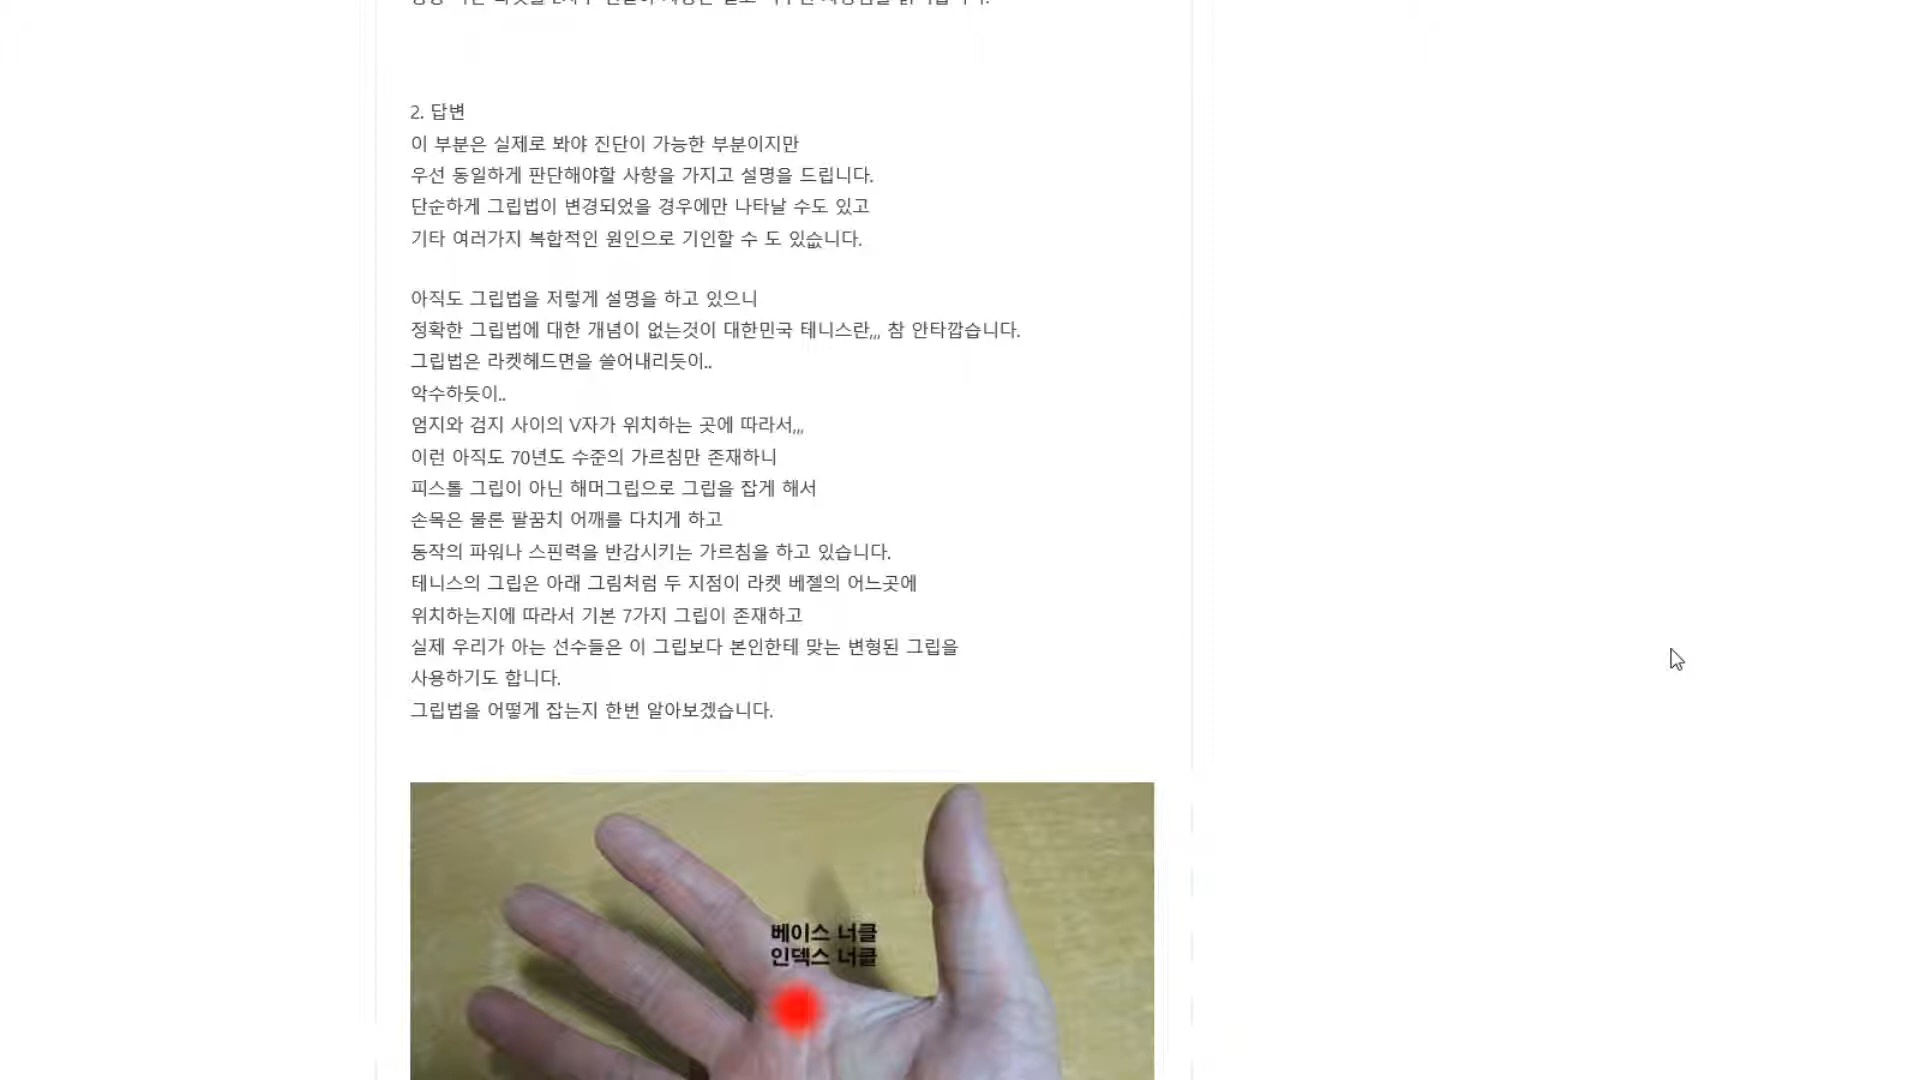 2. 답변
이 부분은 실제로 봐야 진단이 가능한 부분이지만
우선 동일하게 판단해야할 사항을 가지고 설명을 드립니다.
단순하게 그립법이 변경되었을 경우에만 나타날 수도 있고
기타 여러가지 복합적인 원인으로 기인할 수 도 있습니다.
아직도 그립법을 저렇게 설명을 하고 있으니
정확한 그립법에 대한 개념이 없는것이 대한민국 테니스란,,, 참 안타깝습니다.
그립법은 라켓헤드면을 쓸어내리듯이..
악수하듯이..
엄지와 검지 사이의 V자가 위치하는 곳에 따라서,,,
이런 아직도 70년도 수준의 가르침만 존재하니
피스톨 그립이 아닌 해머그립으로 그립을 잡게 해서
손목은 물론 팔꿈치 어깨를 다치게 하고
동작의 파워나 스핀력을 반감시키는 가르침을 하고 있습니다.
테니스의 그립은 아래 그림처럼 두 지점이 라켓 베젤의 어느곳에
위치하는지에 따라서 기본 7가지 그립이 존재하고
실제 우리가 아는 선수들은 이 그립보다 본인한테 맞는 변형된 그립을
사용하기도 합니다.
그립법을 어떻게 잡는지 한번 알아보겠습니다.
베이스 너클
인덱스 너클